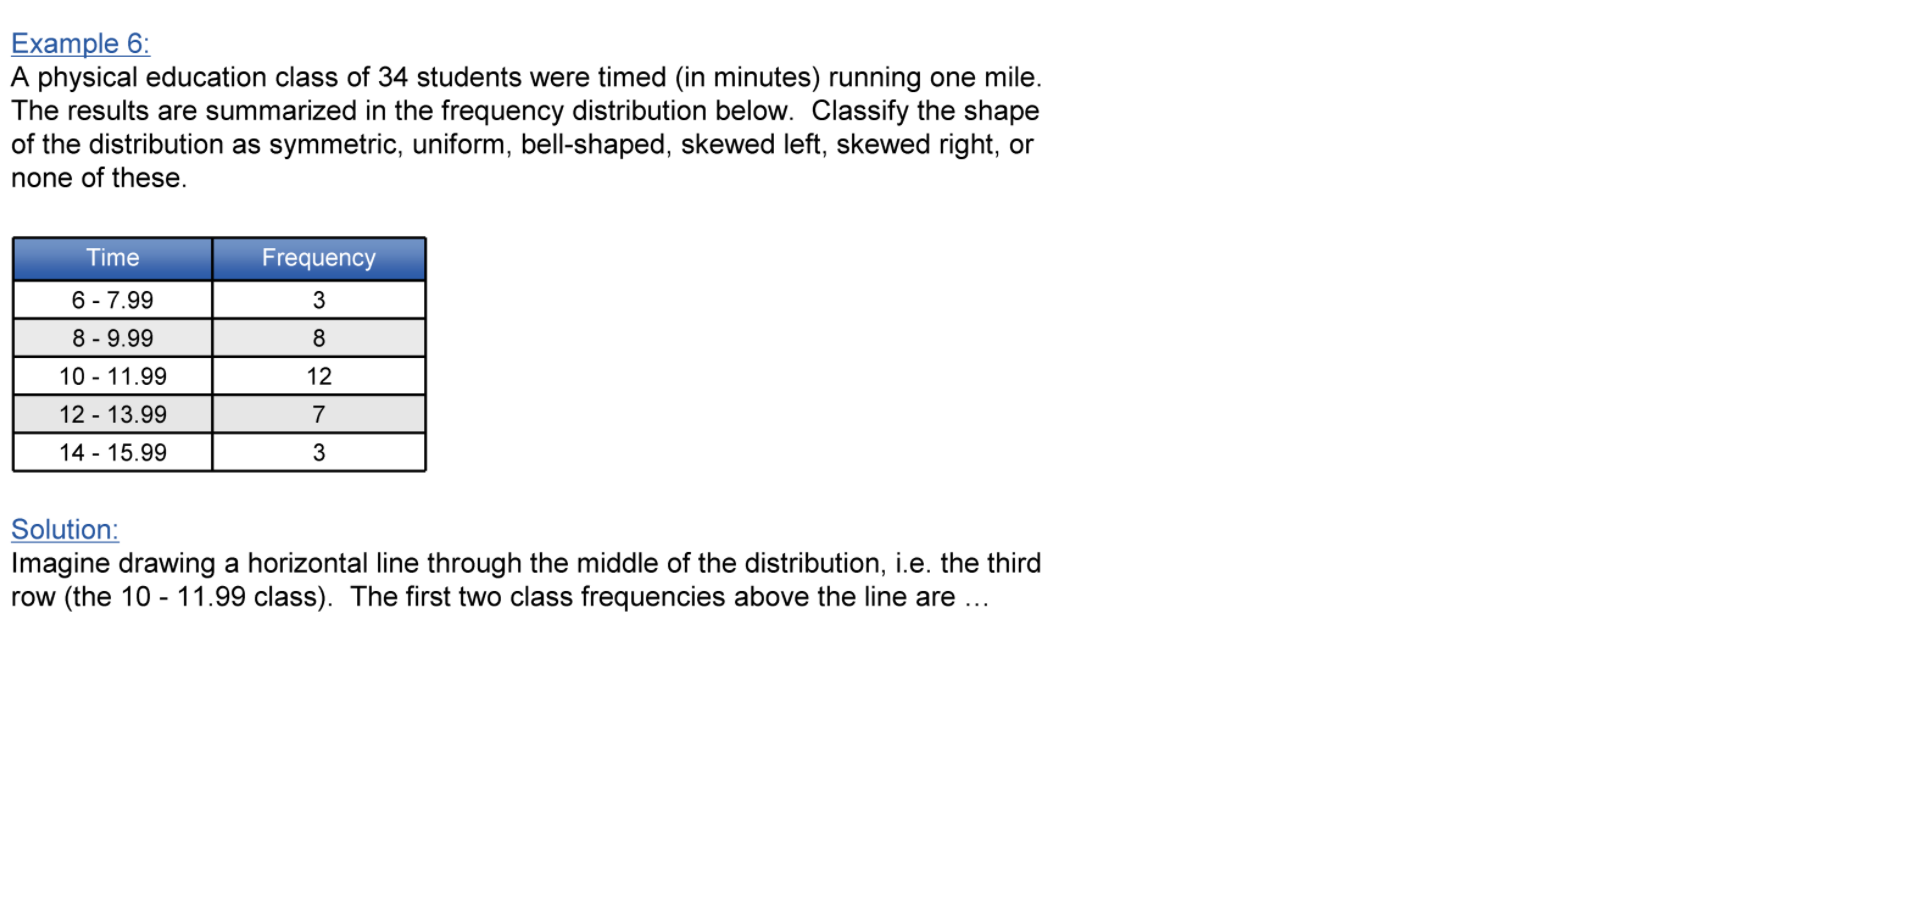 Example 6:
A physical education class of 34 students were timed (in minutes) running one mile.
The results are summarized in the frequency distribution below.  Classify the shape
of the distribution as symmetric, uniform, bell-shaped, skewed left, skewed right, or
none of these.
Time Frequency
6 - 7.99 3
8 - 9.99 8
10 - 11.99 12
12 - 13.99 7
14 - 15.99 3
Solution:
Imagine drawing a horizontal line through the middle of the distribution, i.e. the third
row (the 10 - 11.99 class).  The first two class frequencies above the line are …